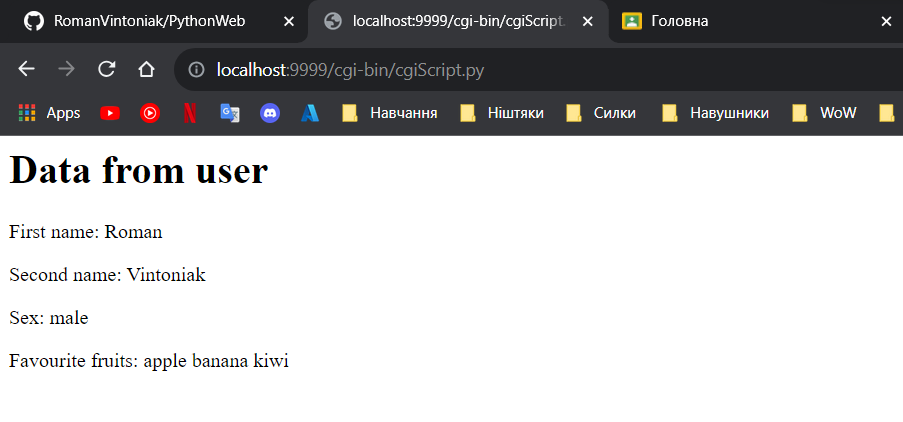 RomanVintoniak/PythonWeb
localhost:9999/cgi-bin/cgiScript.
Головна
localhost:9999/cgi-bin/cgiScript.py
Apps
Навчання
Ніштяки
Силки
Навушники
WoW
Data from user
First name: Roman
Second name: Vintoniak
Sex: male
Favourite fruits: apple banana kiwi